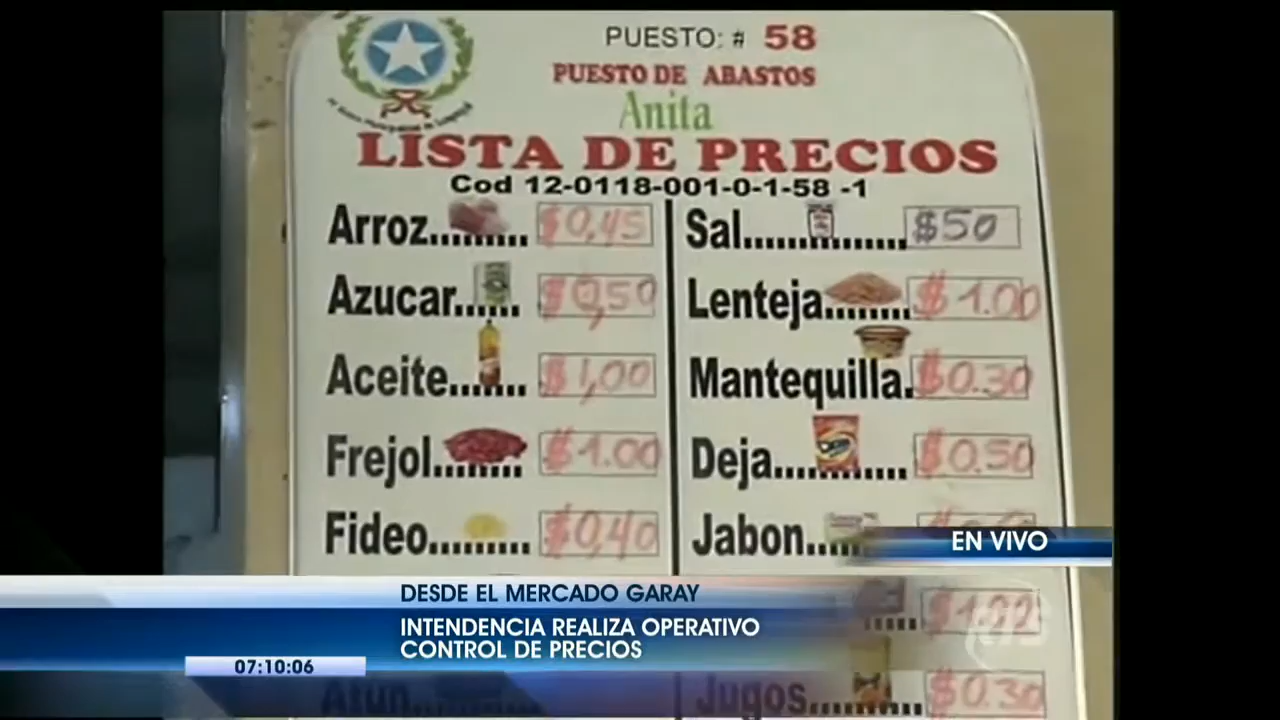 PUESTO: # 58
PUESTO DE ABASTOS
Anita
LISTA DE PRECIOS
Cod 12-0118-001-0-1-58 -1
Arroz......... $0,45
Azucar...... $0,50
Aceite....... $1,00
Frejol......... $1.00
Fideo.......... $0,40
Atun
Sal............... $50
Lenteja........ $1.00
Mantequilla. $0.30
Deja............ $0.50
Jabon.....
Jugos.......... $0.30
EN VIVO
DESDE EL MERCADO GARAY
INTENDENCIA REALIZA OPERATIVO
CONTROL DE PRECIOS
07:10:06